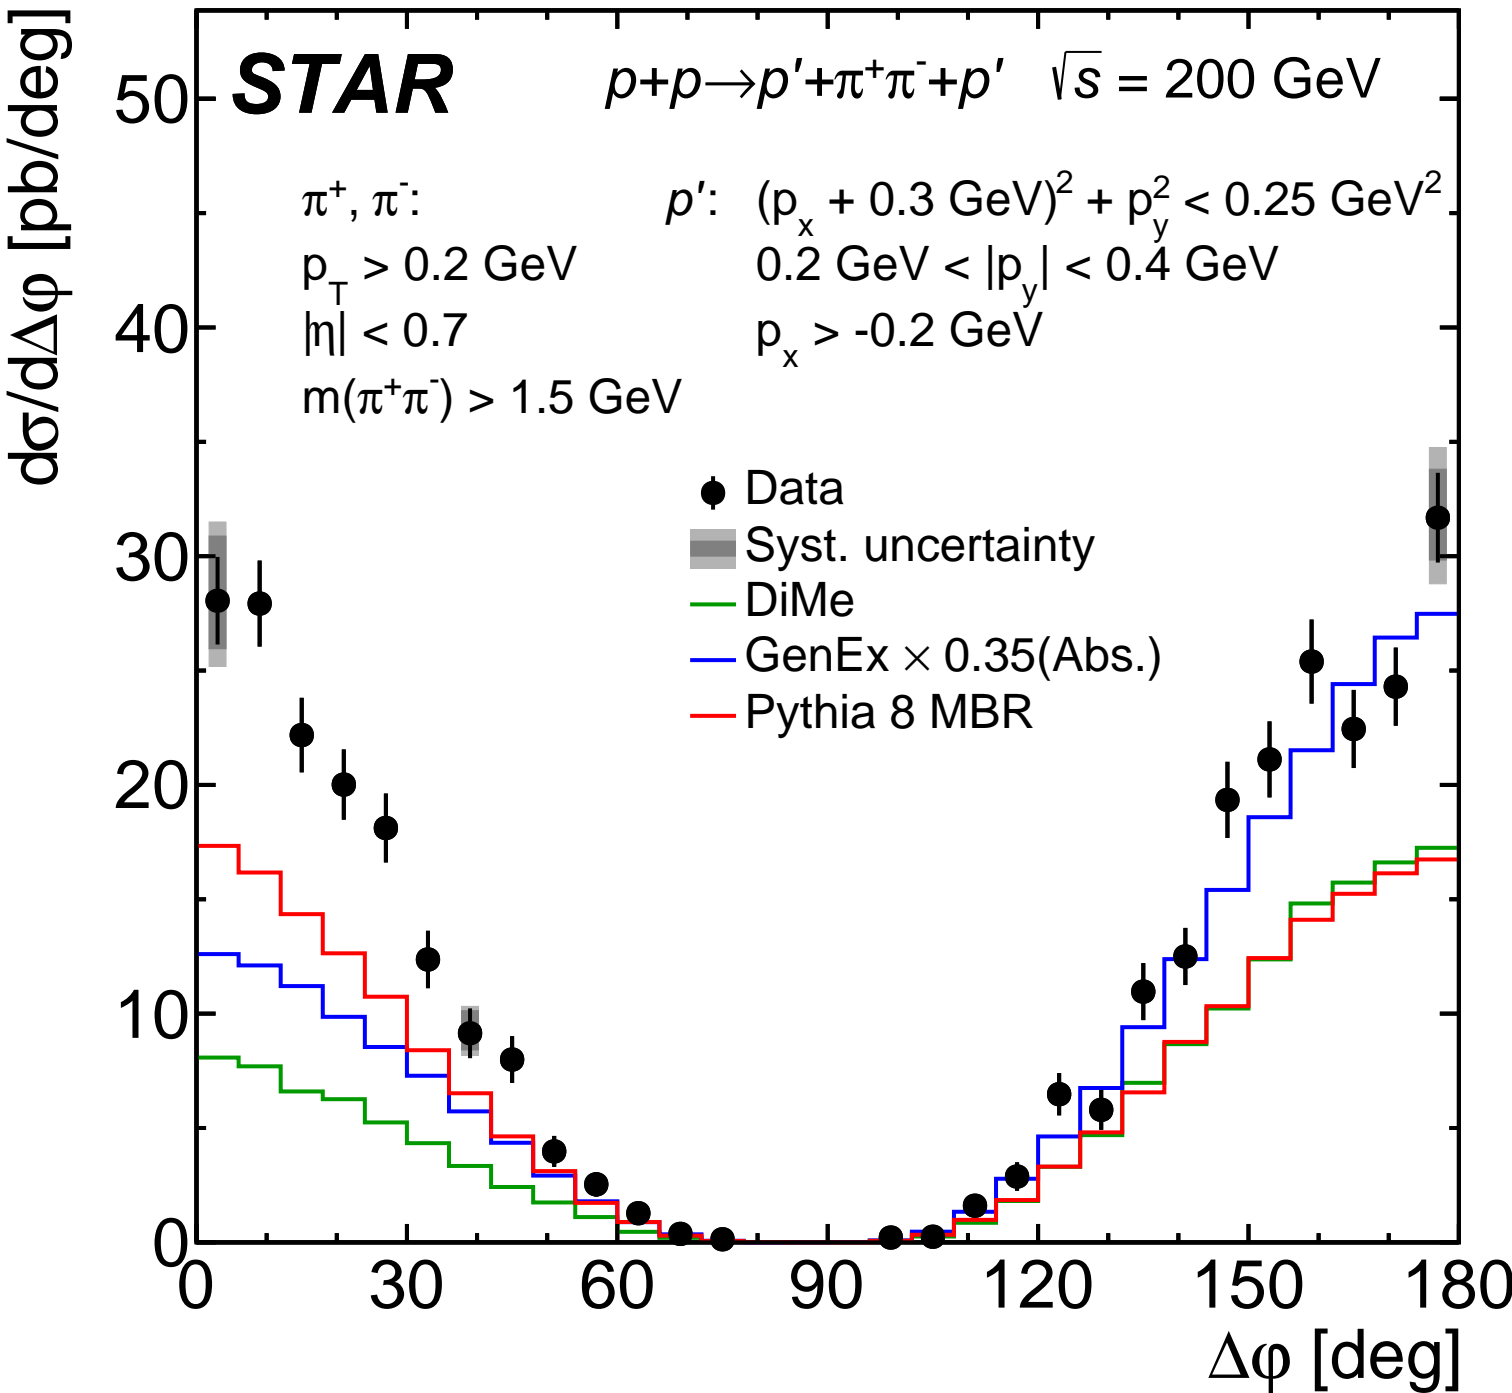 dσ/dΔφ [pb/deg]
STAR p+p→p′+π⁺π⁻+p′ √s = 200 GeV
π⁺, π⁻: p′: (pₓ + 0.3 GeV)² + p_y² < 0.25 GeV²
p_T > 0.2 GeV 0.2 GeV < |p_y| < 0.4 GeV
|η| < 0.7 pₓ > -0.2 GeV
m(π⁺π⁻) > 1.5 GeV
Data
Syst. uncertainty
DiMe
GenEx × 0.35(Abs.)
Pythia 8 MBR
50
40
30
20
10
0
0 30 60 90 120 150 180
Δφ [deg]